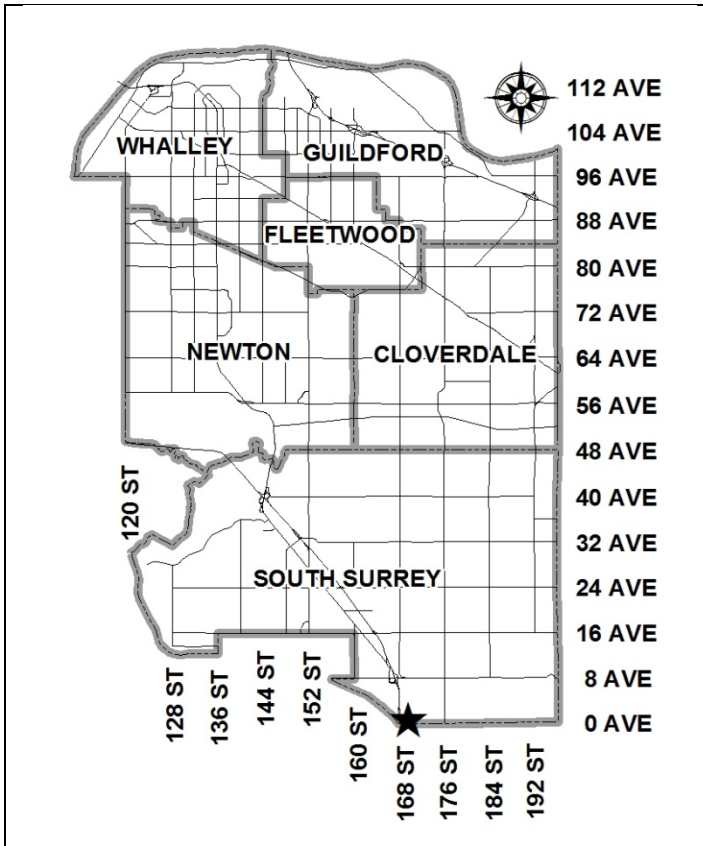 112 AVE
104 AVE
WHALLEY
GUILDFORD
96 AVE
88 AVE
FLEETWOOD
80 AVE
72 AVE
NEWTON
CLOVERDALE
64 AVE
56 AVE
48 AVE
120 ST
40 AVE
32 AVE
SOUTH SURREY
24 AVE
16 AVE
128 ST
136 ST
144 ST
152 ST
8 AVE
160 ST
0 AVE
168 ST
176 ST
184 ST
192 ST